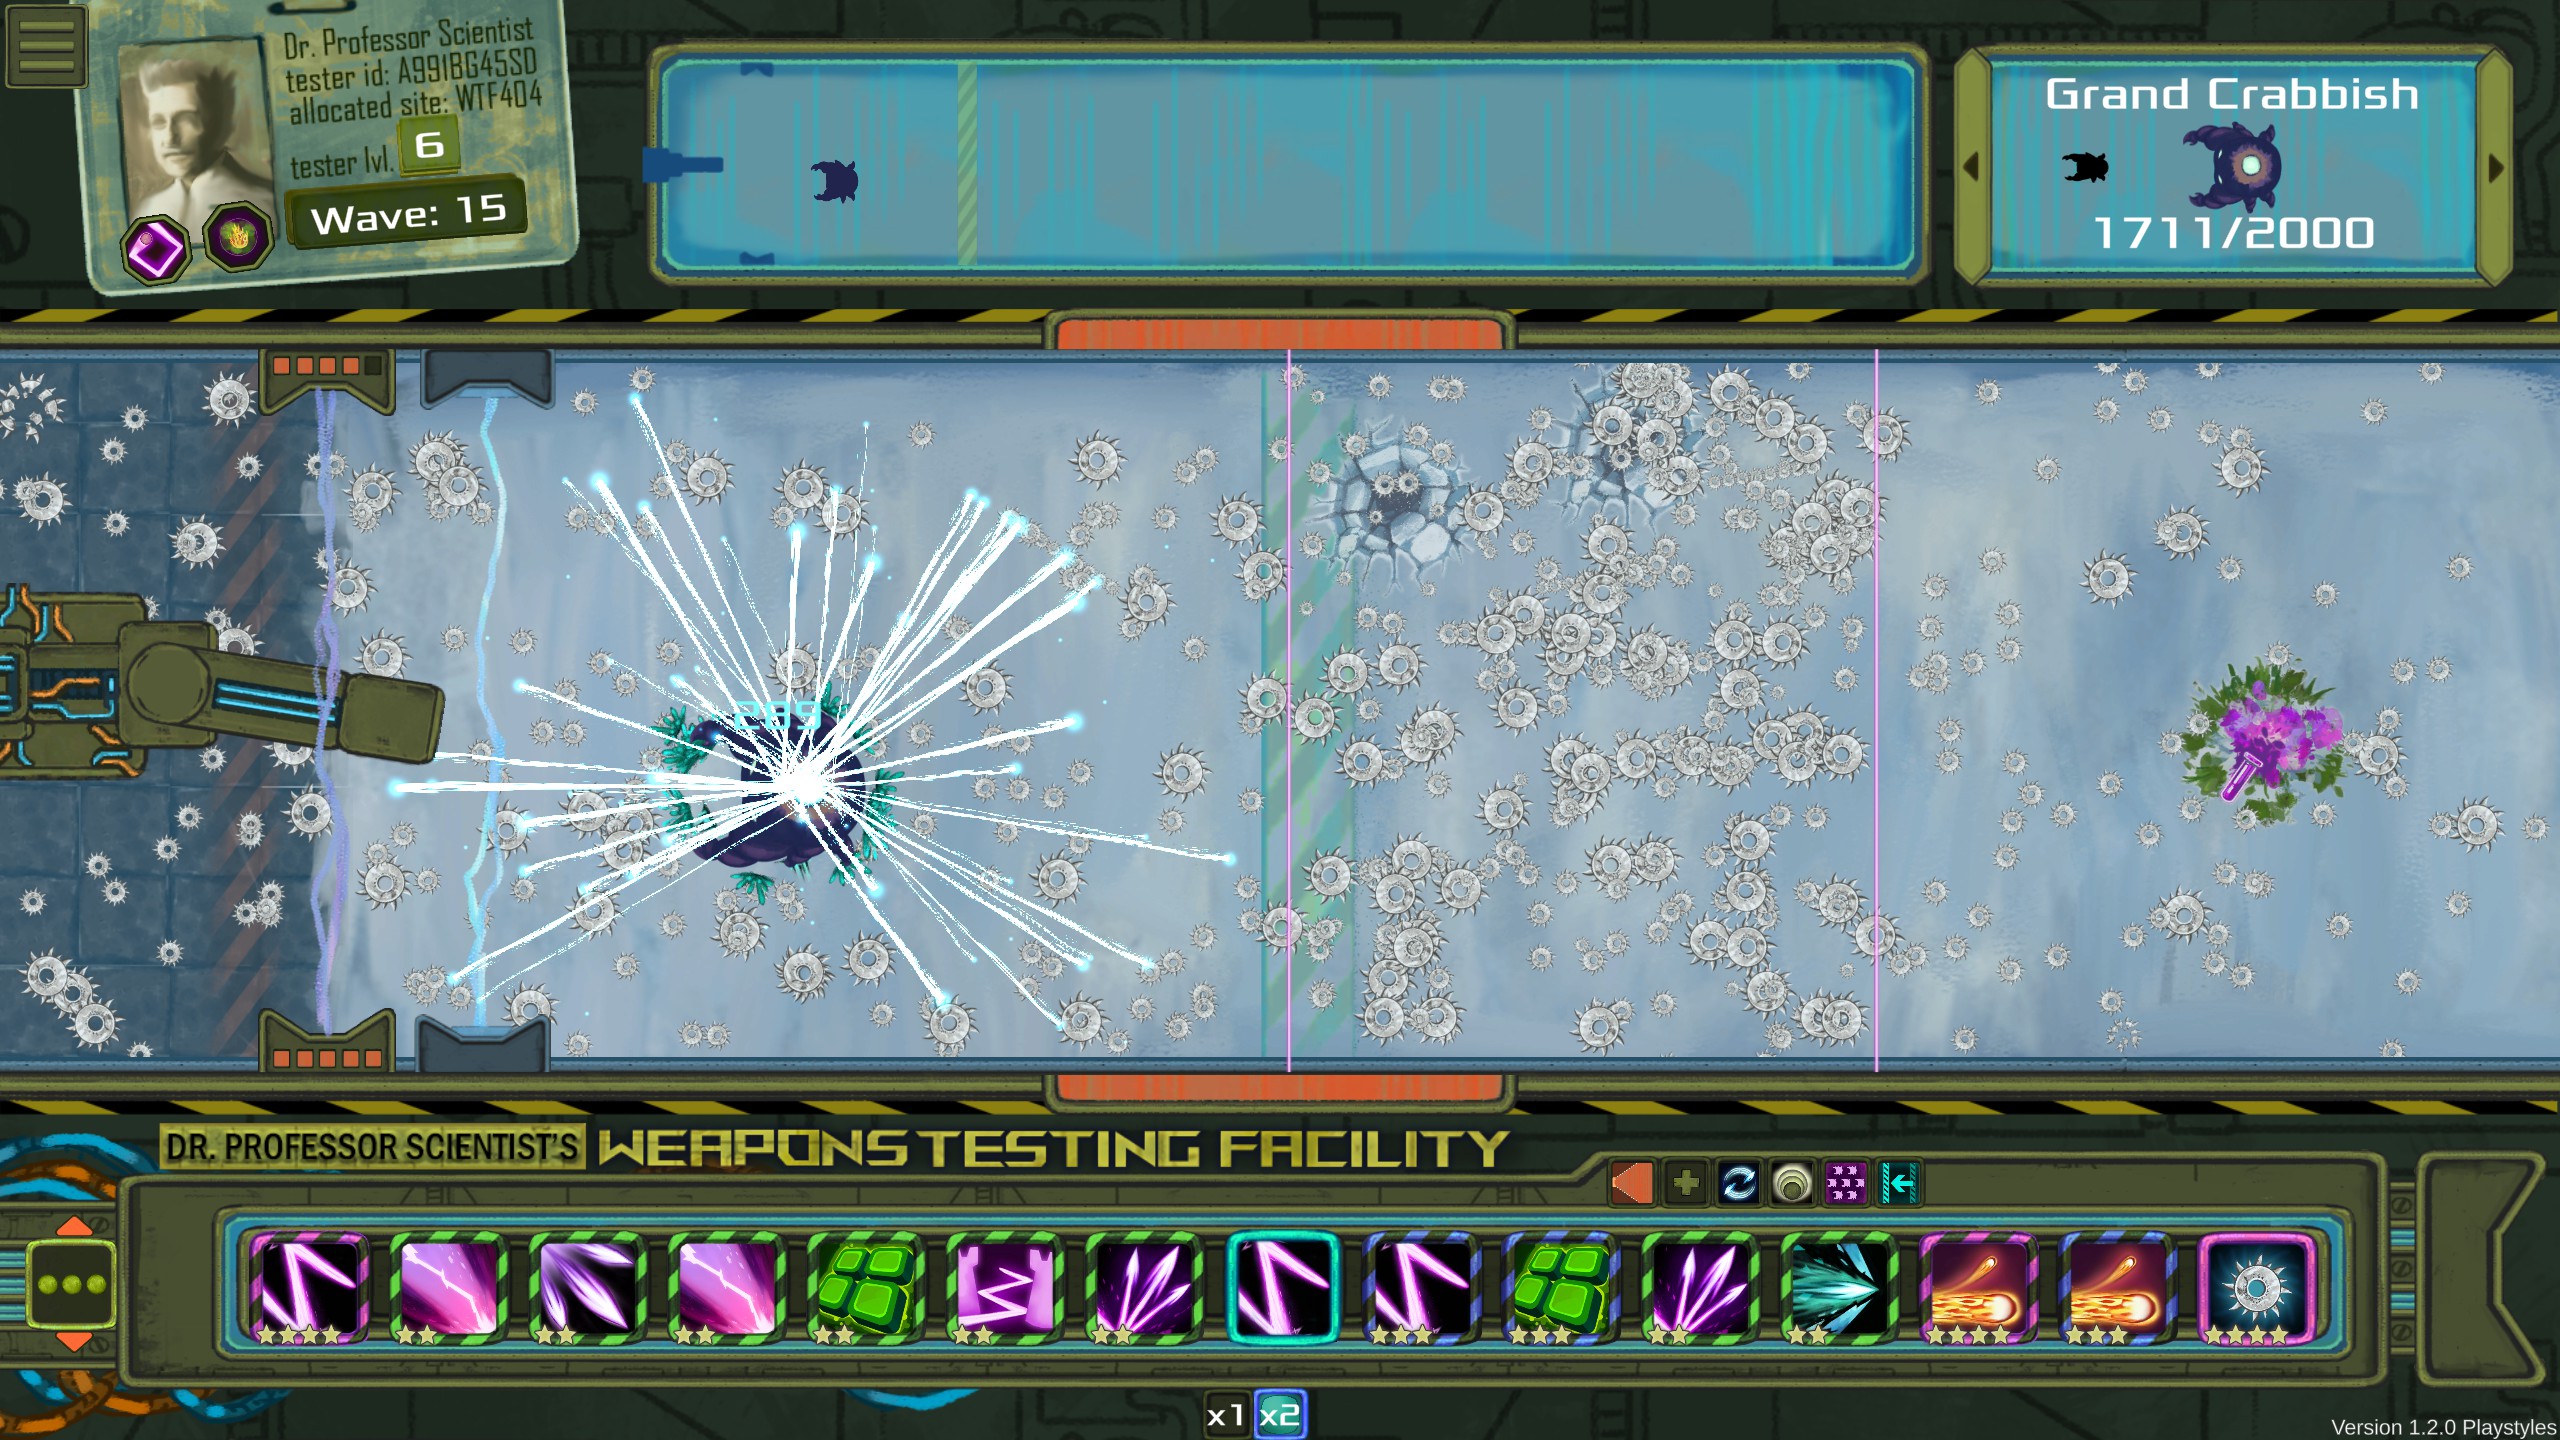 Dr. Professor Scientist
tester id: A991BG45SD
allocated site: WTF404
tester lvl. 6
Wave: 15
Grand Crabbish
1711/2000
289
DR. PROFESSOR SCIENTIST'S WEAPONS TESTING FACILITY
x1 x2
Version 1.2.0 Playstyles